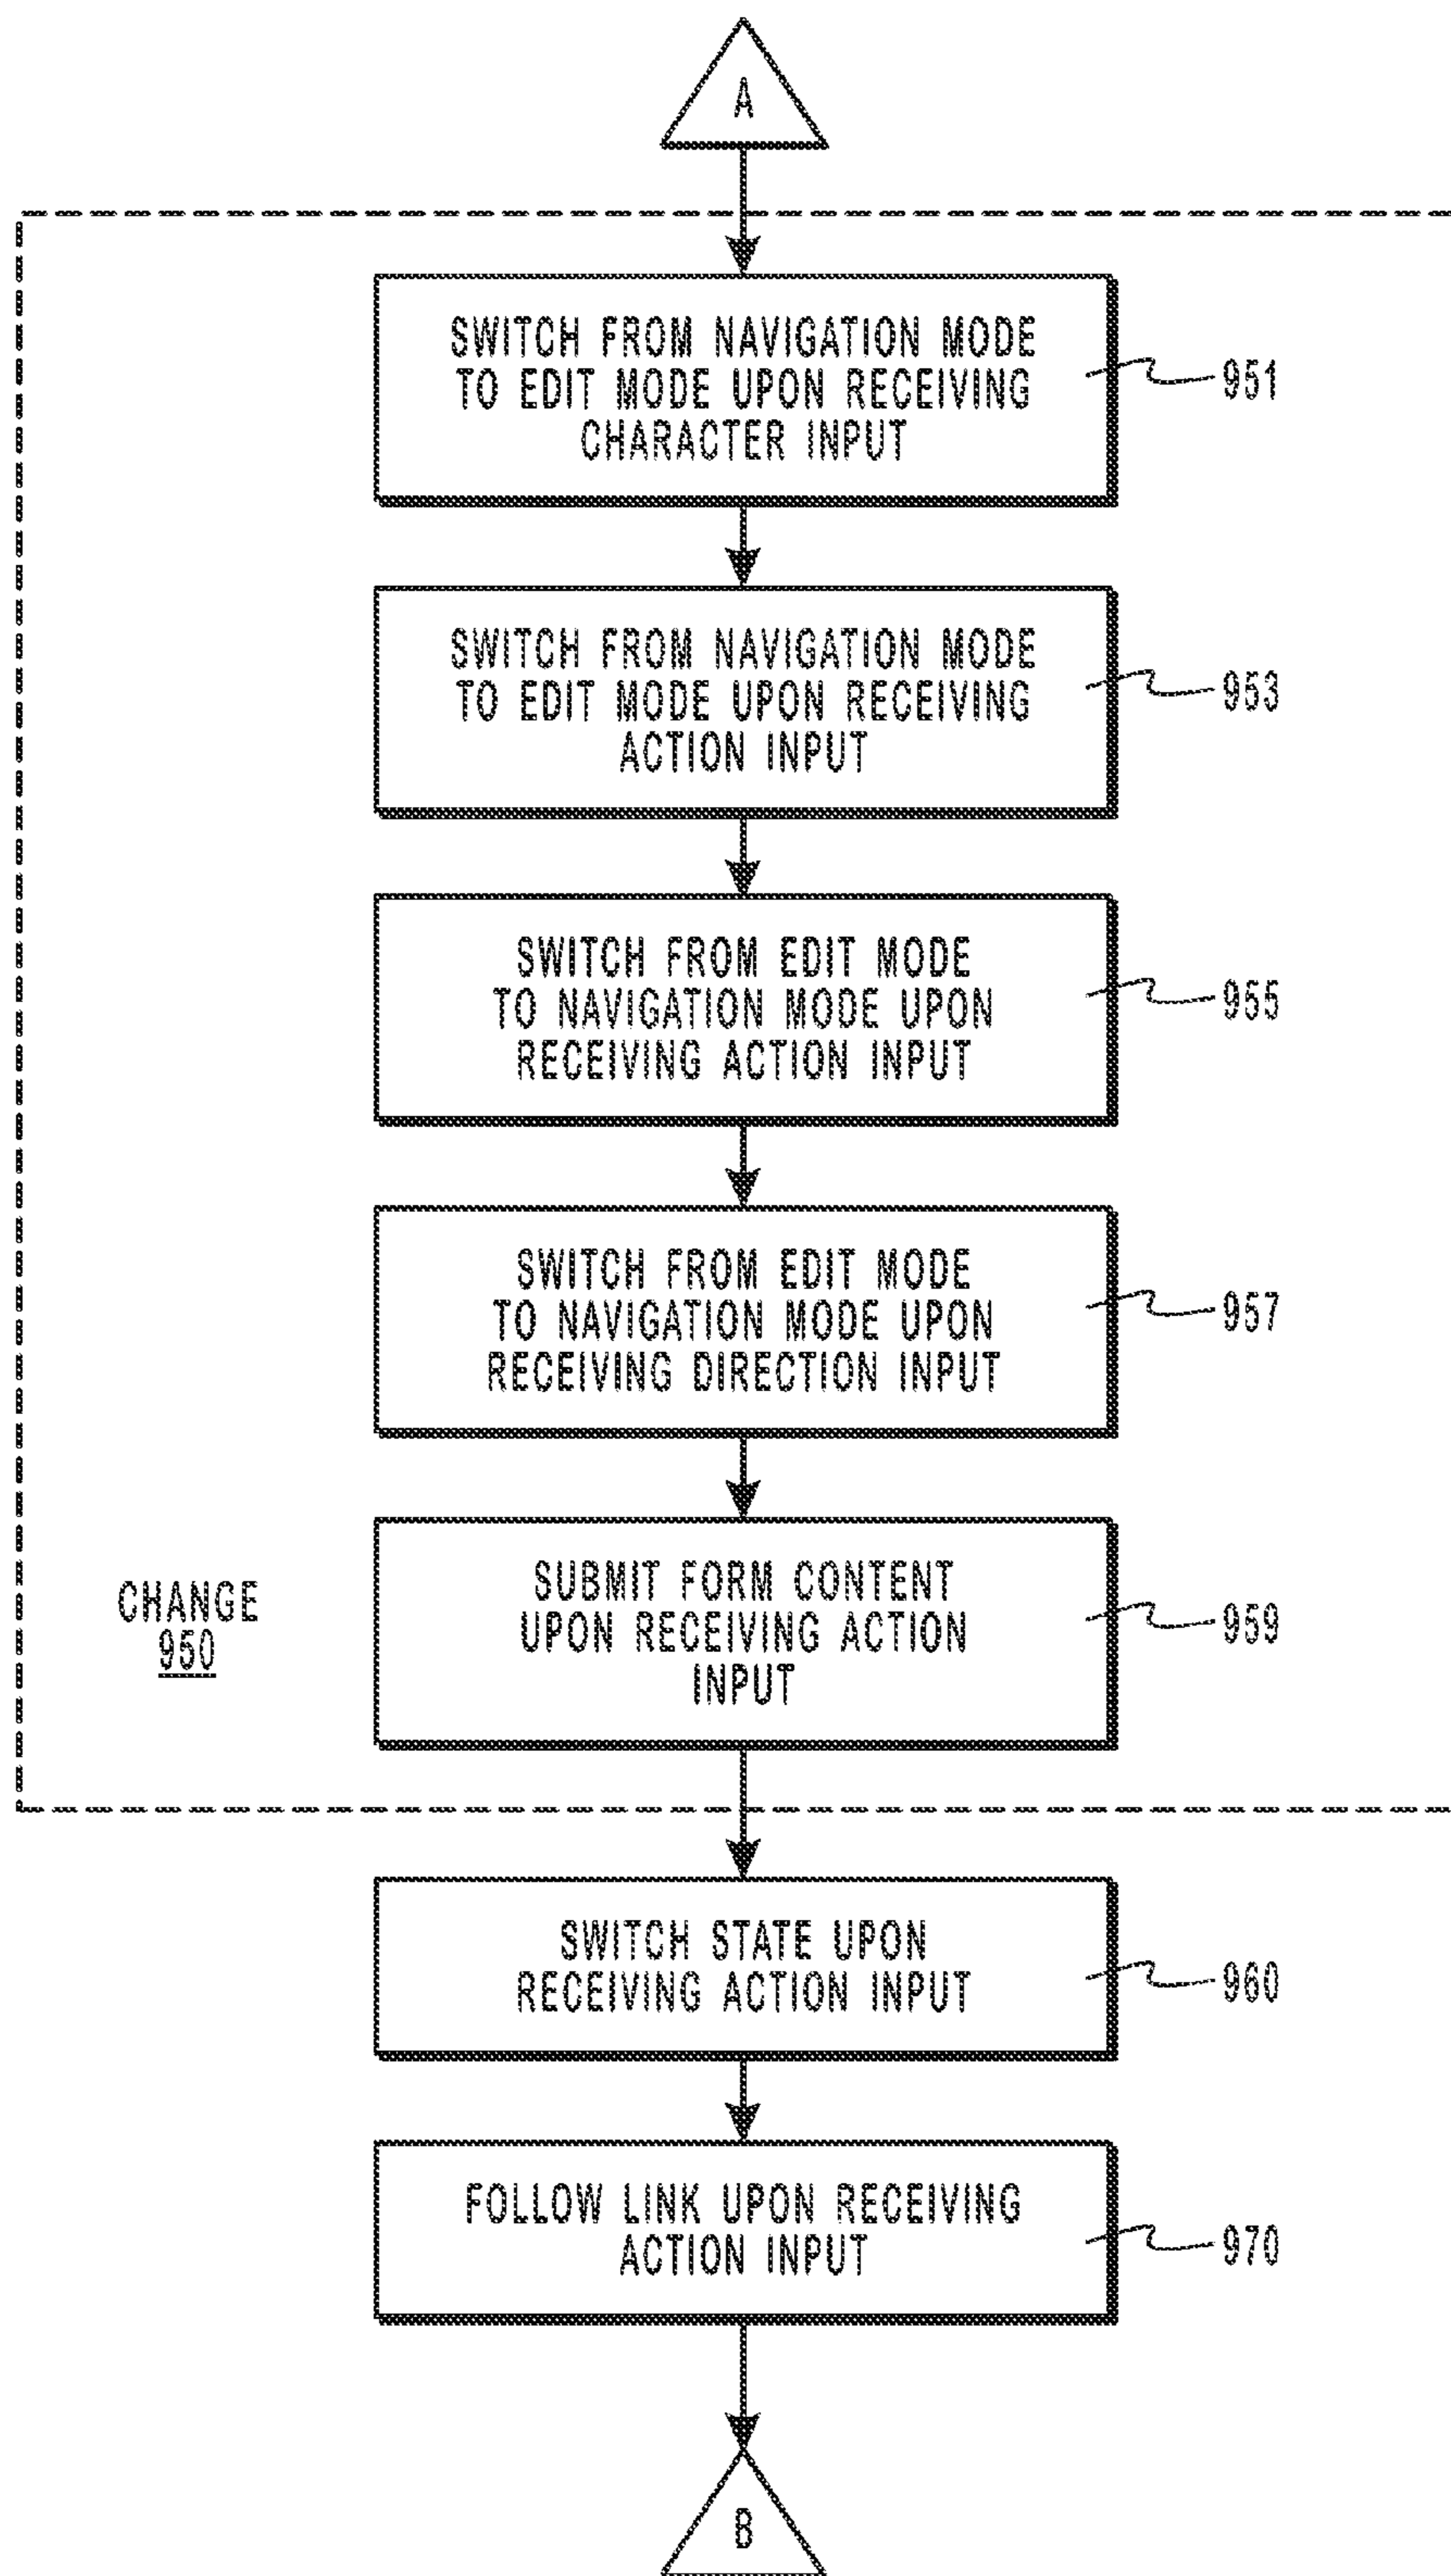 A
SWITCH FROM NAVIGATION MODE
TO EDIT MODE UPON RECEIVING
CHARACTER INPUT
951
SWITCH FROM NAVIGATION MODE
TO EDIT MODE UPON RECEIVING
ACTION INPUT
953
SWITCH FROM EDIT MODE
TO NAVIGATION MODE UPON
RECEIVING ACTION INPUT
955
SWITCH FROM EDIT MODE
TO NAVIGATION MODE UPON
RECEIVING DIRECTION INPUT
957
SUBMIT FORM CONTENT
UPON RECEIVING ACTION
INPUT
959
CHANGE
950
SWITCH STATE UPON
RECEIVING ACTION INPUT
960
FOLLOW LINK UPON RECEIVING
ACTION INPUT
970
B